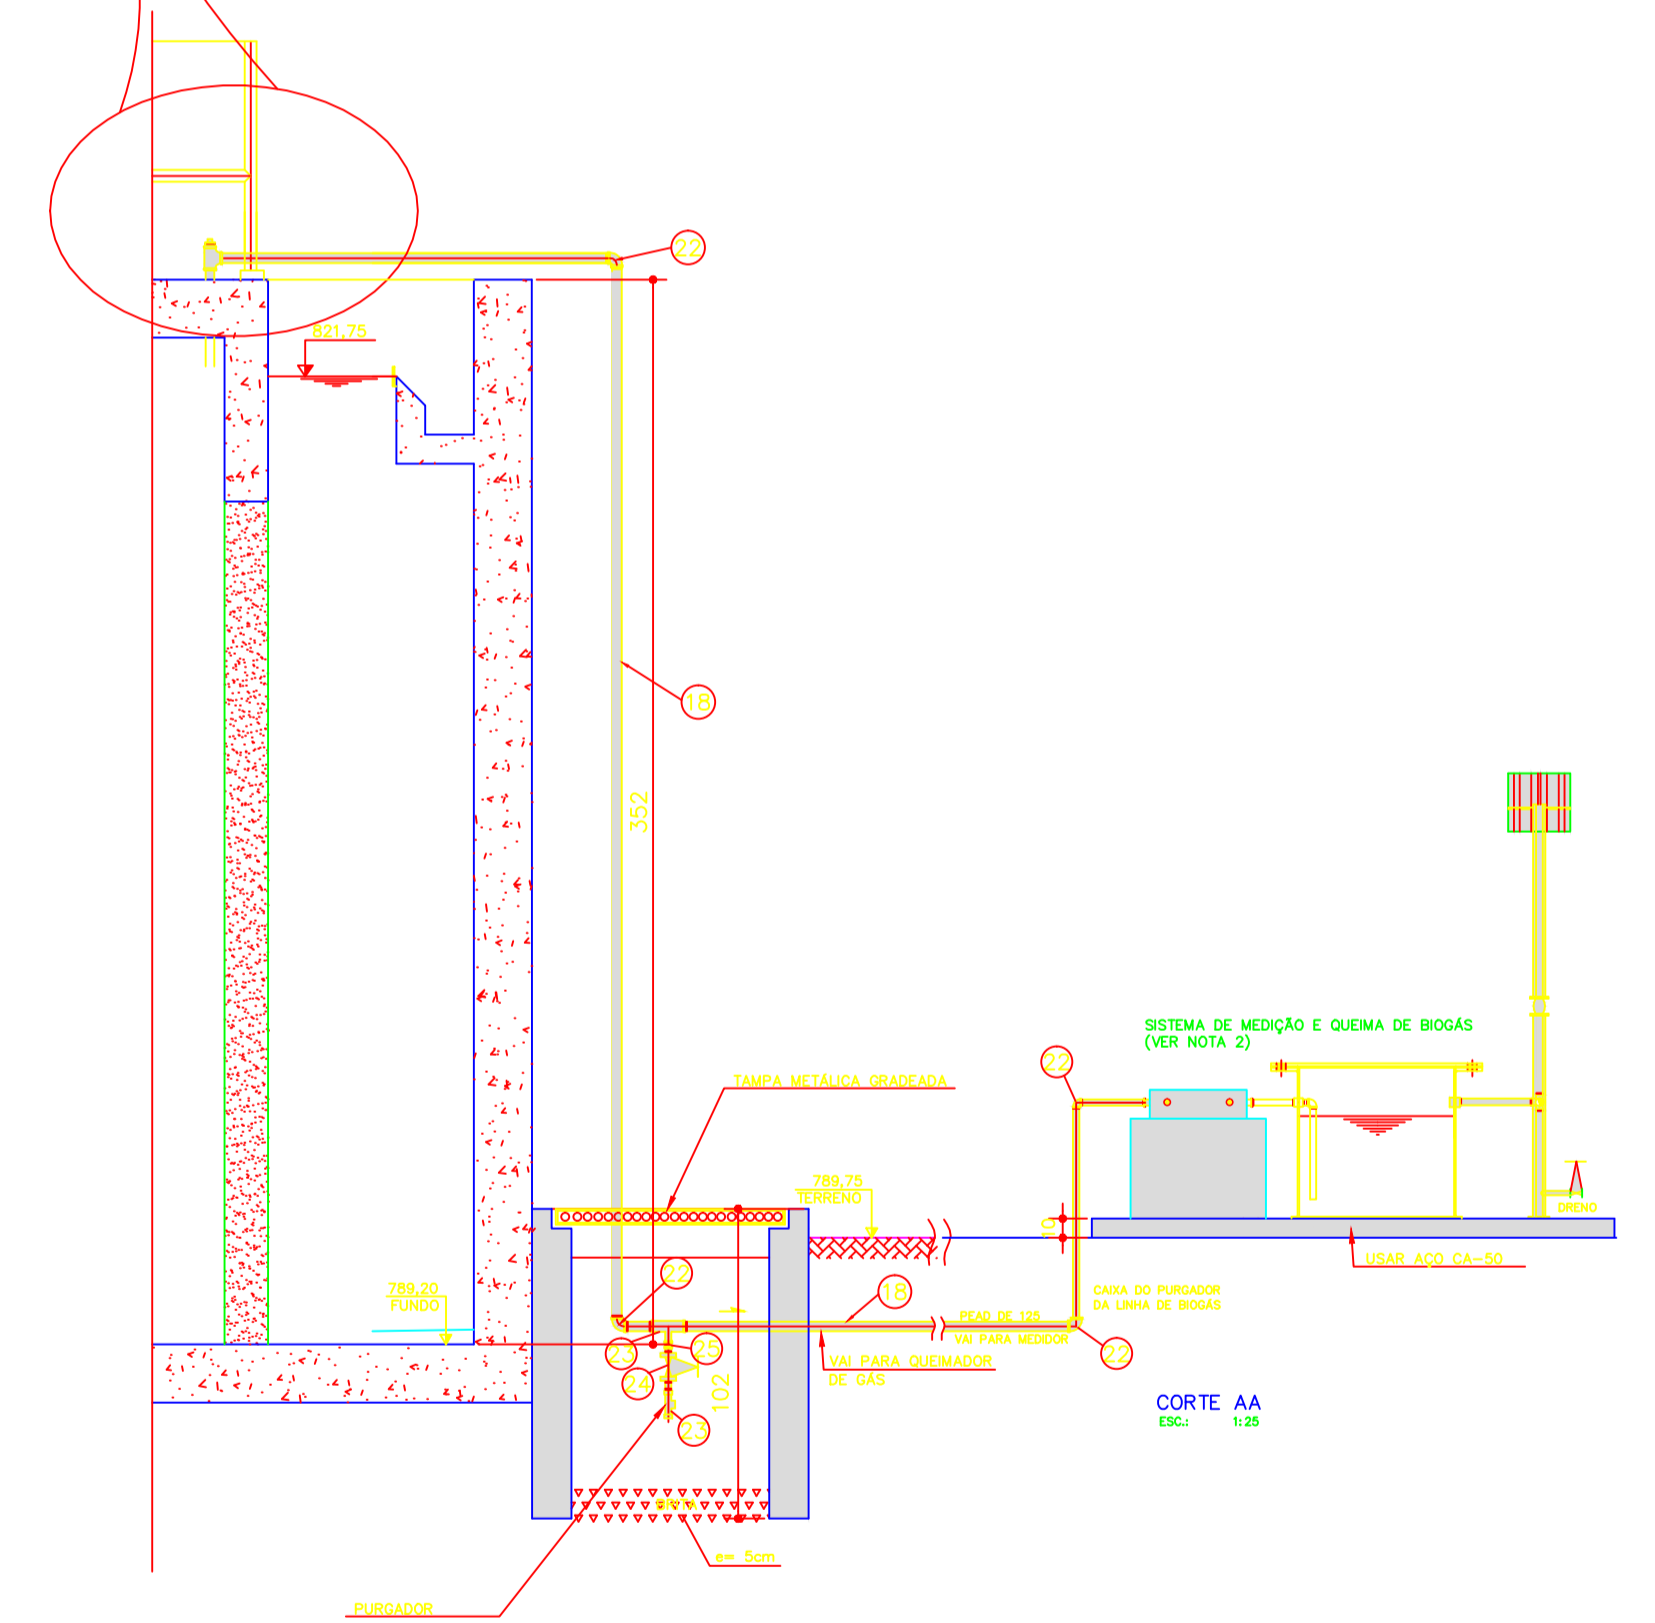 22
821,75
18
352
SISTEMA DE MEDIÇÃO E QUEIMA DE BIOGÁS
(VER NOTA 2)
22
TAMPA METÁLICA GRADEADA
789,75
TERRENO
DRENO
10
USAR AÇO CA-50
22
18
789,20
FUNDO
CAIXA DO PURGADOR
DA LINHA DE BIOGÁS
PEAD DE 125
VAI PARA MEDIDOR
23
25
22
VAI PARA QUEIMADOR
DE GÁS
24
102
CORTE AA
ESC.: 1:25
23
BRITA
e= 5cm
PURGADOR